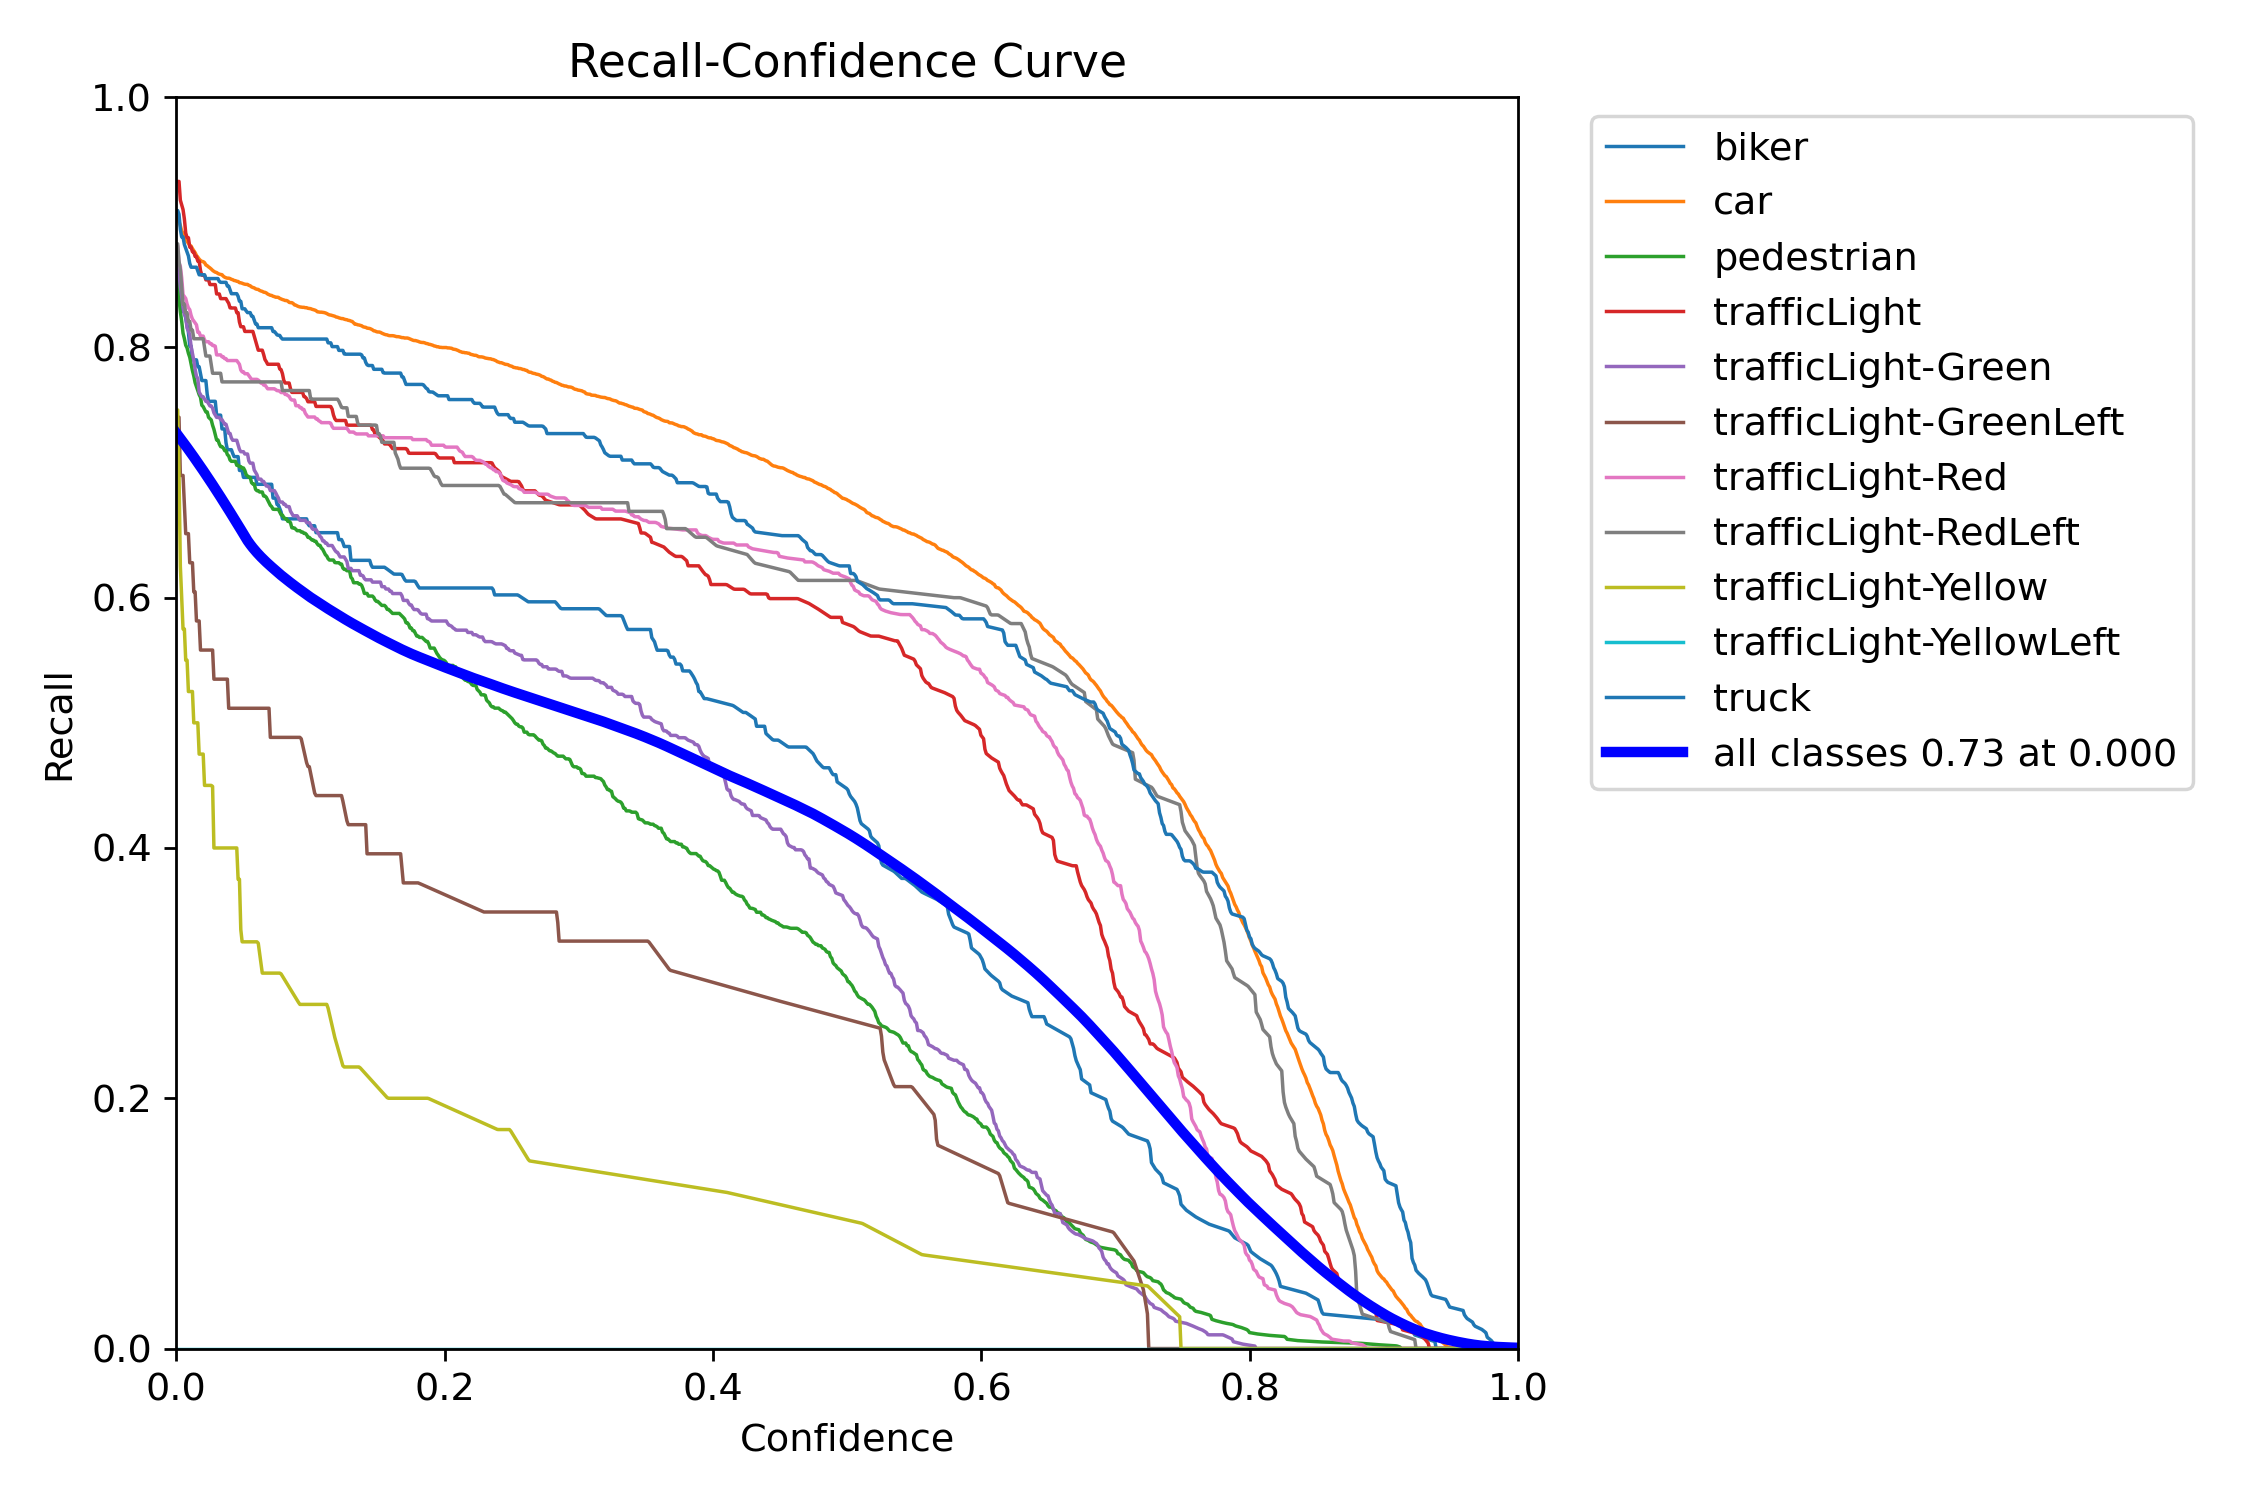 Recall-Confidence Curve
1.0
0.8
0.6
0.4
0.2
0.0
Recall
0.0 0.2 0.4 0.6 0.8 1.0
Confidence
biker
car
pedestrian
trafficLight
trafficLight-Green
trafficLight-GreenLeft
trafficLight-Red
trafficLight-RedLeft
trafficLight-Yellow
trafficLight-YellowLeft
truck
all classes 0.73 at 0.000